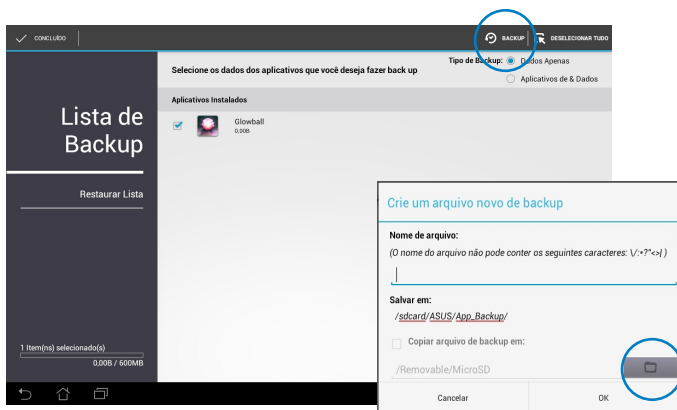 CONCLUÍDO
BACKUP
DESELECIONAR TUDO
Lista de
Backup
Restaurar Lista
1 Item(ns) selecionado(s)
0,00B / 600MB
Selecione os dados dos aplicativos que você deseja fazer back up
Tipo de Backup: Dados Apenas
Aplicativos de & Dados
Aplicativos Instalados
Glowball
0,00B
Crie um arquivo novo de backup
Nome de arquivo:
(O nome do arquivo não pode conter os seguintes caracteres: \/:*?"<>| )
Salvar em:
/sdcard/ASUS/App_Backup/
Copiar arquivo de backup em:
/Removable/MicroSD
Cancelar
OK